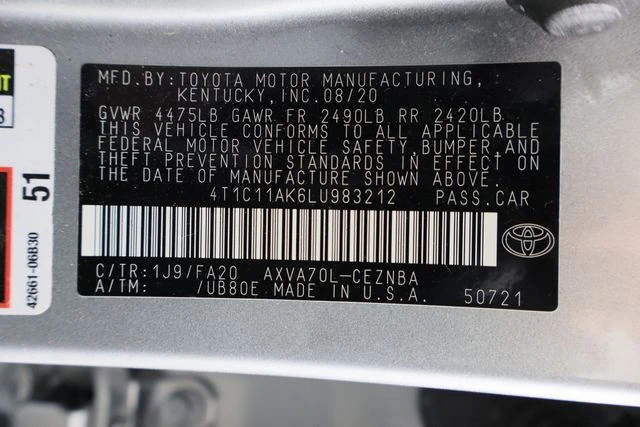 MFD.BY:TOYOTA MOTOR MANUFACTURING,
KENTUCKY,INC.08/20
GVWR 4475LB GAWR FR 2490LB RR 2420LB
THIS VEHICLE CONFORMS TO ALL APPLICABLE
FEDERAL MOTOR VEHICLE SAFETY,BUMPER AND
THEFT PREVENTION STANDARDS IN EFFECT ON
THE DATE OF MANUFACTURE SHOWN ABOVE.
4T1C11AK6LU983212 PASS.CAR
C/TR:1J9/FA20 AXVA70L-CEZNBA
A/TM: /UB80E MADE IN U.S.A. 50721
51
42661-06B30